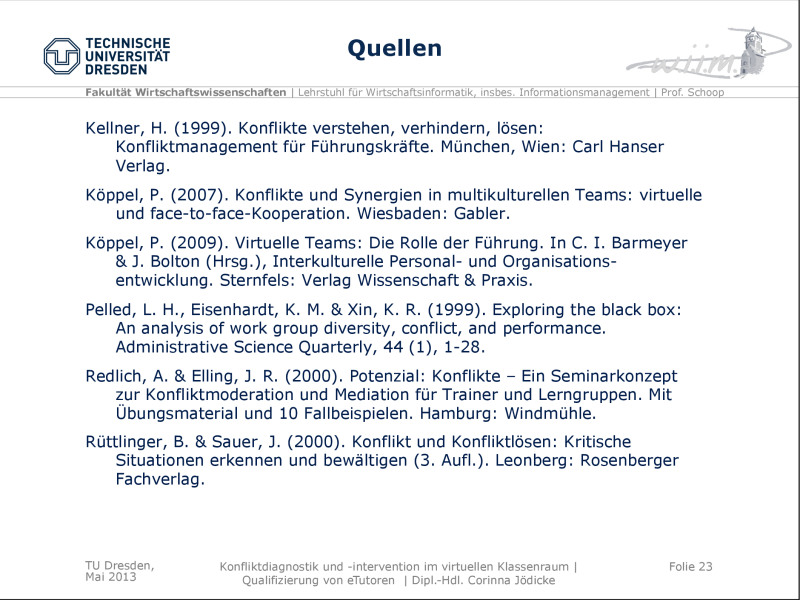 TECHNISCHE
UNIVERSITÄT
DRESDEN
Quellen
w.i.i.m.
Fakultät Wirtschaftswissenschaften | Lehrstuhl für Wirtschaftsinformatik, insbes. Informationsmanagement | Prof. Schoop
Kellner, H. (1999). Konflikte verstehen, verhindern, lösen:
Konfliktmanagement für Führungskräfte. München, Wien: Carl Hanser
Verlag.
Köppel, P. (2007). Konflikte und Synergien in multikulturellen Teams: virtuelle
und face-to-face-Kooperation. Wiesbaden: Gabler.
Köppel, P. (2009). Virtuelle Teams: Die Rolle der Führung. In C. I. Barmeyer
& J. Bolton (Hrsg.), Interkulturelle Personal- und Organisations-
entwicklung. Sternfels: Verlag Wissenschaft & Praxis.
Pelled, L. H., Eisenhardt, K. M. & Xin, K. R. (1999). Exploring the black box:
An analysis of work group diversity, conflict, and performance.
Administrative Science Quarterly, 44 (1), 1-28.
Redlich, A. & Elling, J. R. (2000). Potenzial: Konflikte – Ein Seminarkonzept
zur Konfliktmoderation und Mediation für Trainer und Lerngruppen. Mit
Übungsmaterial und 10 Fallbeispielen. Hamburg: Windmühle.
Rüttlinger, B. & Sauer, J. (2000). Konflikt und Konfliktlösen: Kritische
Situationen erkennen und bewältigen (3. Aufl.). Leonberg: Rosenberger
Fachverlag.
TU Dresden,
Mai 2013
Konfliktdiagnostik und -intervention im virtuellen Klassenraum |
Qualifizierung von eTutoren | Dipl.-Hdl. Corinna Jödicke
Folie 23